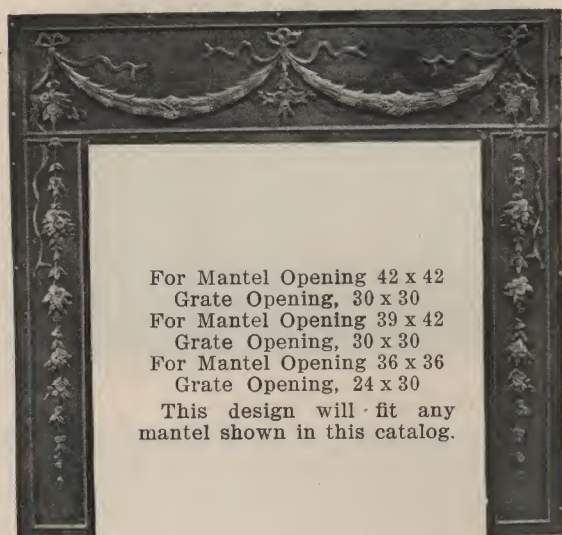 For Mantel Opening 42 x 42
Grate Opening, 30 x 30
For Mantel Opening 39 x 42
Grate Opening, 30 x 30
For Mantel Opening 36 x 36
Grate Opening, 24 x 30
This design will fit any
mantel shown in this catalog.